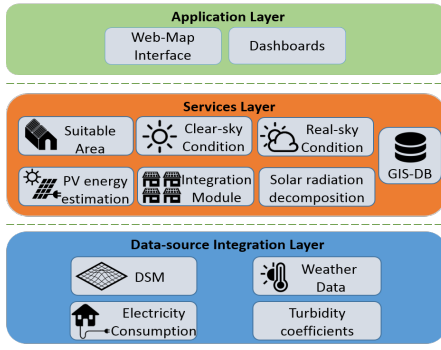 Application Layer
Web-Map
Interface
Dashboards
Services Layer
Suitable
Area
Clear-sky
Condition
Real-sky
Condition
GIS-DB
PV energy
estimation
Integration
Module
Solar radiation
decomposition
Data-source Integration Layer
DSM
Weather
Data
Electricity
Consumption
Turbidity
coefficients